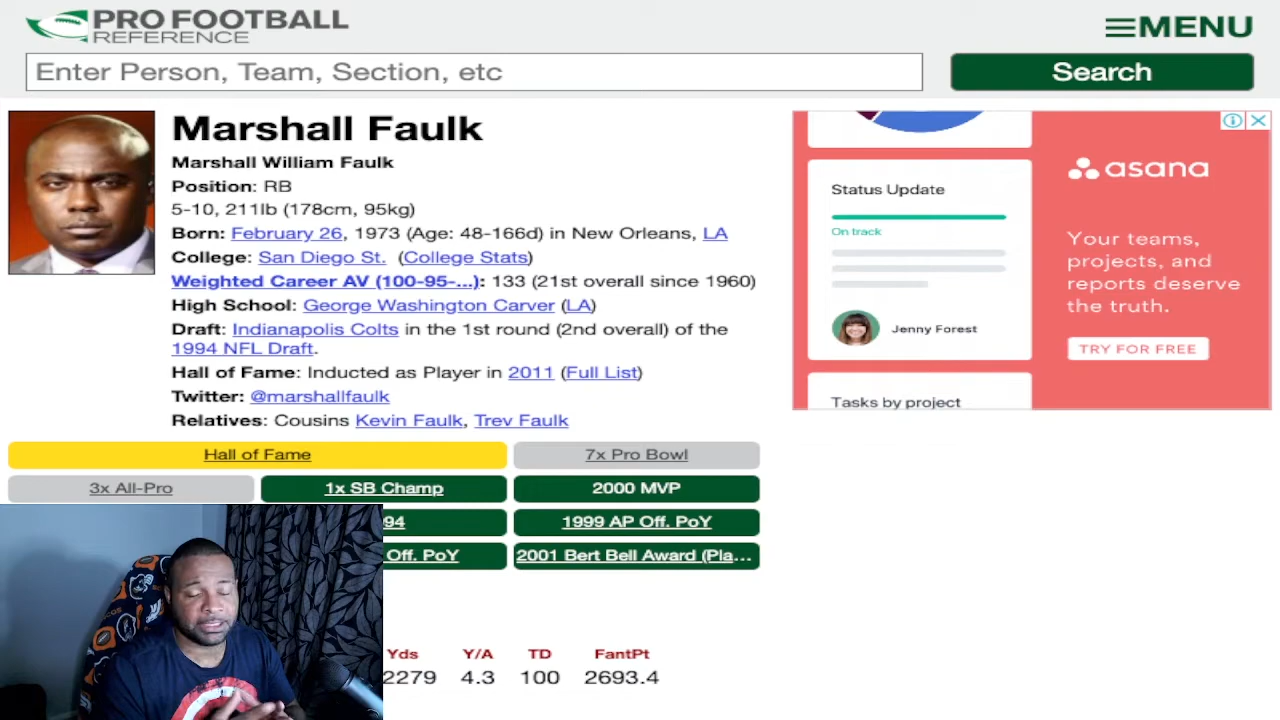 PRO FOOTBALL
REFERENCE
MENU
Enter Person, Team, Section, etc
Search
Marshall Faulk
Marshall William Faulk
Position: RB
5-10, 211lb (178cm, 95kg)
Born: February 26, 1973 (Age: 48-166d) in New Orleans, LA
College: San Diego St. (College Stats)
Weighted Career AV (100-95-...): 133 (21st overall since 1960)
High School: George Washington Carver (LA)
Draft: Indianapolis Colts in the 1st round (2nd overall) of the
1994 NFL Draft.
Hall of Fame: Inducted as Player in 2011 (Full List)
Twitter: @marshallfaulk
Relatives: Cousins Kevin Faulk, Trev Faulk
Hall of Fame
7x Pro Bowl
3x All-Pro
1x SB Champ
2000 MVP
94
1999 AP Off. PoY
Off. PoY
2001 Bert Bell Award (Pla...
Yds Y/A TD FantPt
2279 4.3 100 2693.4
Status Update
On track
Jenny Forest
Tasks by project
asana
Your teams,
projects, and
reports deserve
the truth.
TRY FOR FREE